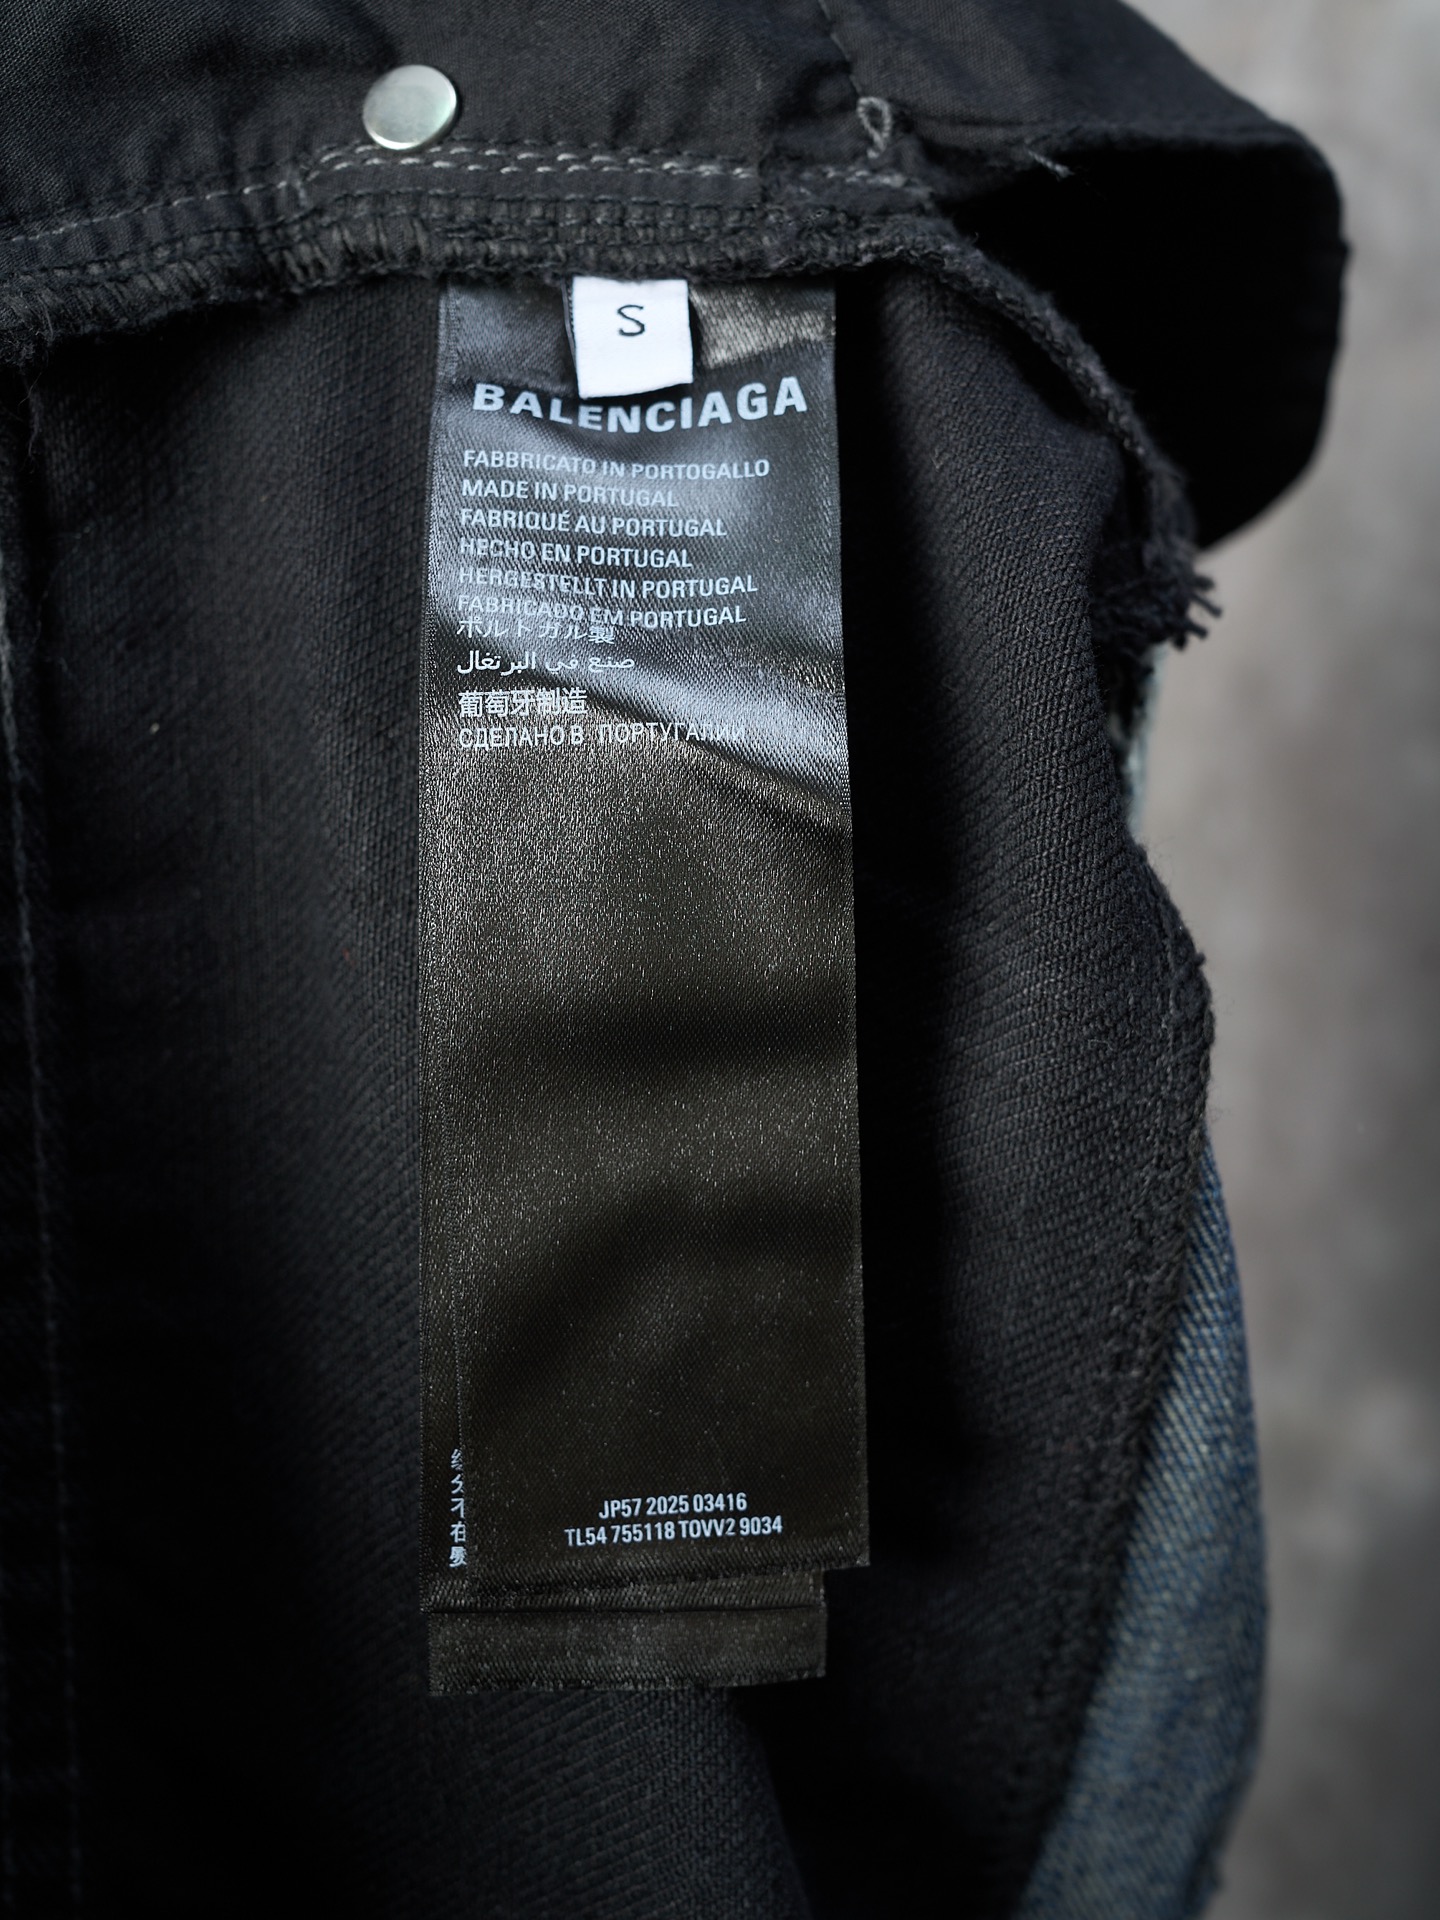 S
BALENCIAGA
FABBRICATO IN PORTOGALLO
MADE IN PORTUGAL
FABRIQUÉ AU PORTUGAL
HECHO EN PORTUGAL
HERGESTELLT IN PORTUGAL
FABRICADO EM PORTUGAL
ポルトガル製
صنع في البرتغال
葡萄牙制造
СДЕЛАНО В ПОРТУГАЛИИ
JP57 2025 03416
TL54 755118 TOVV2 9034